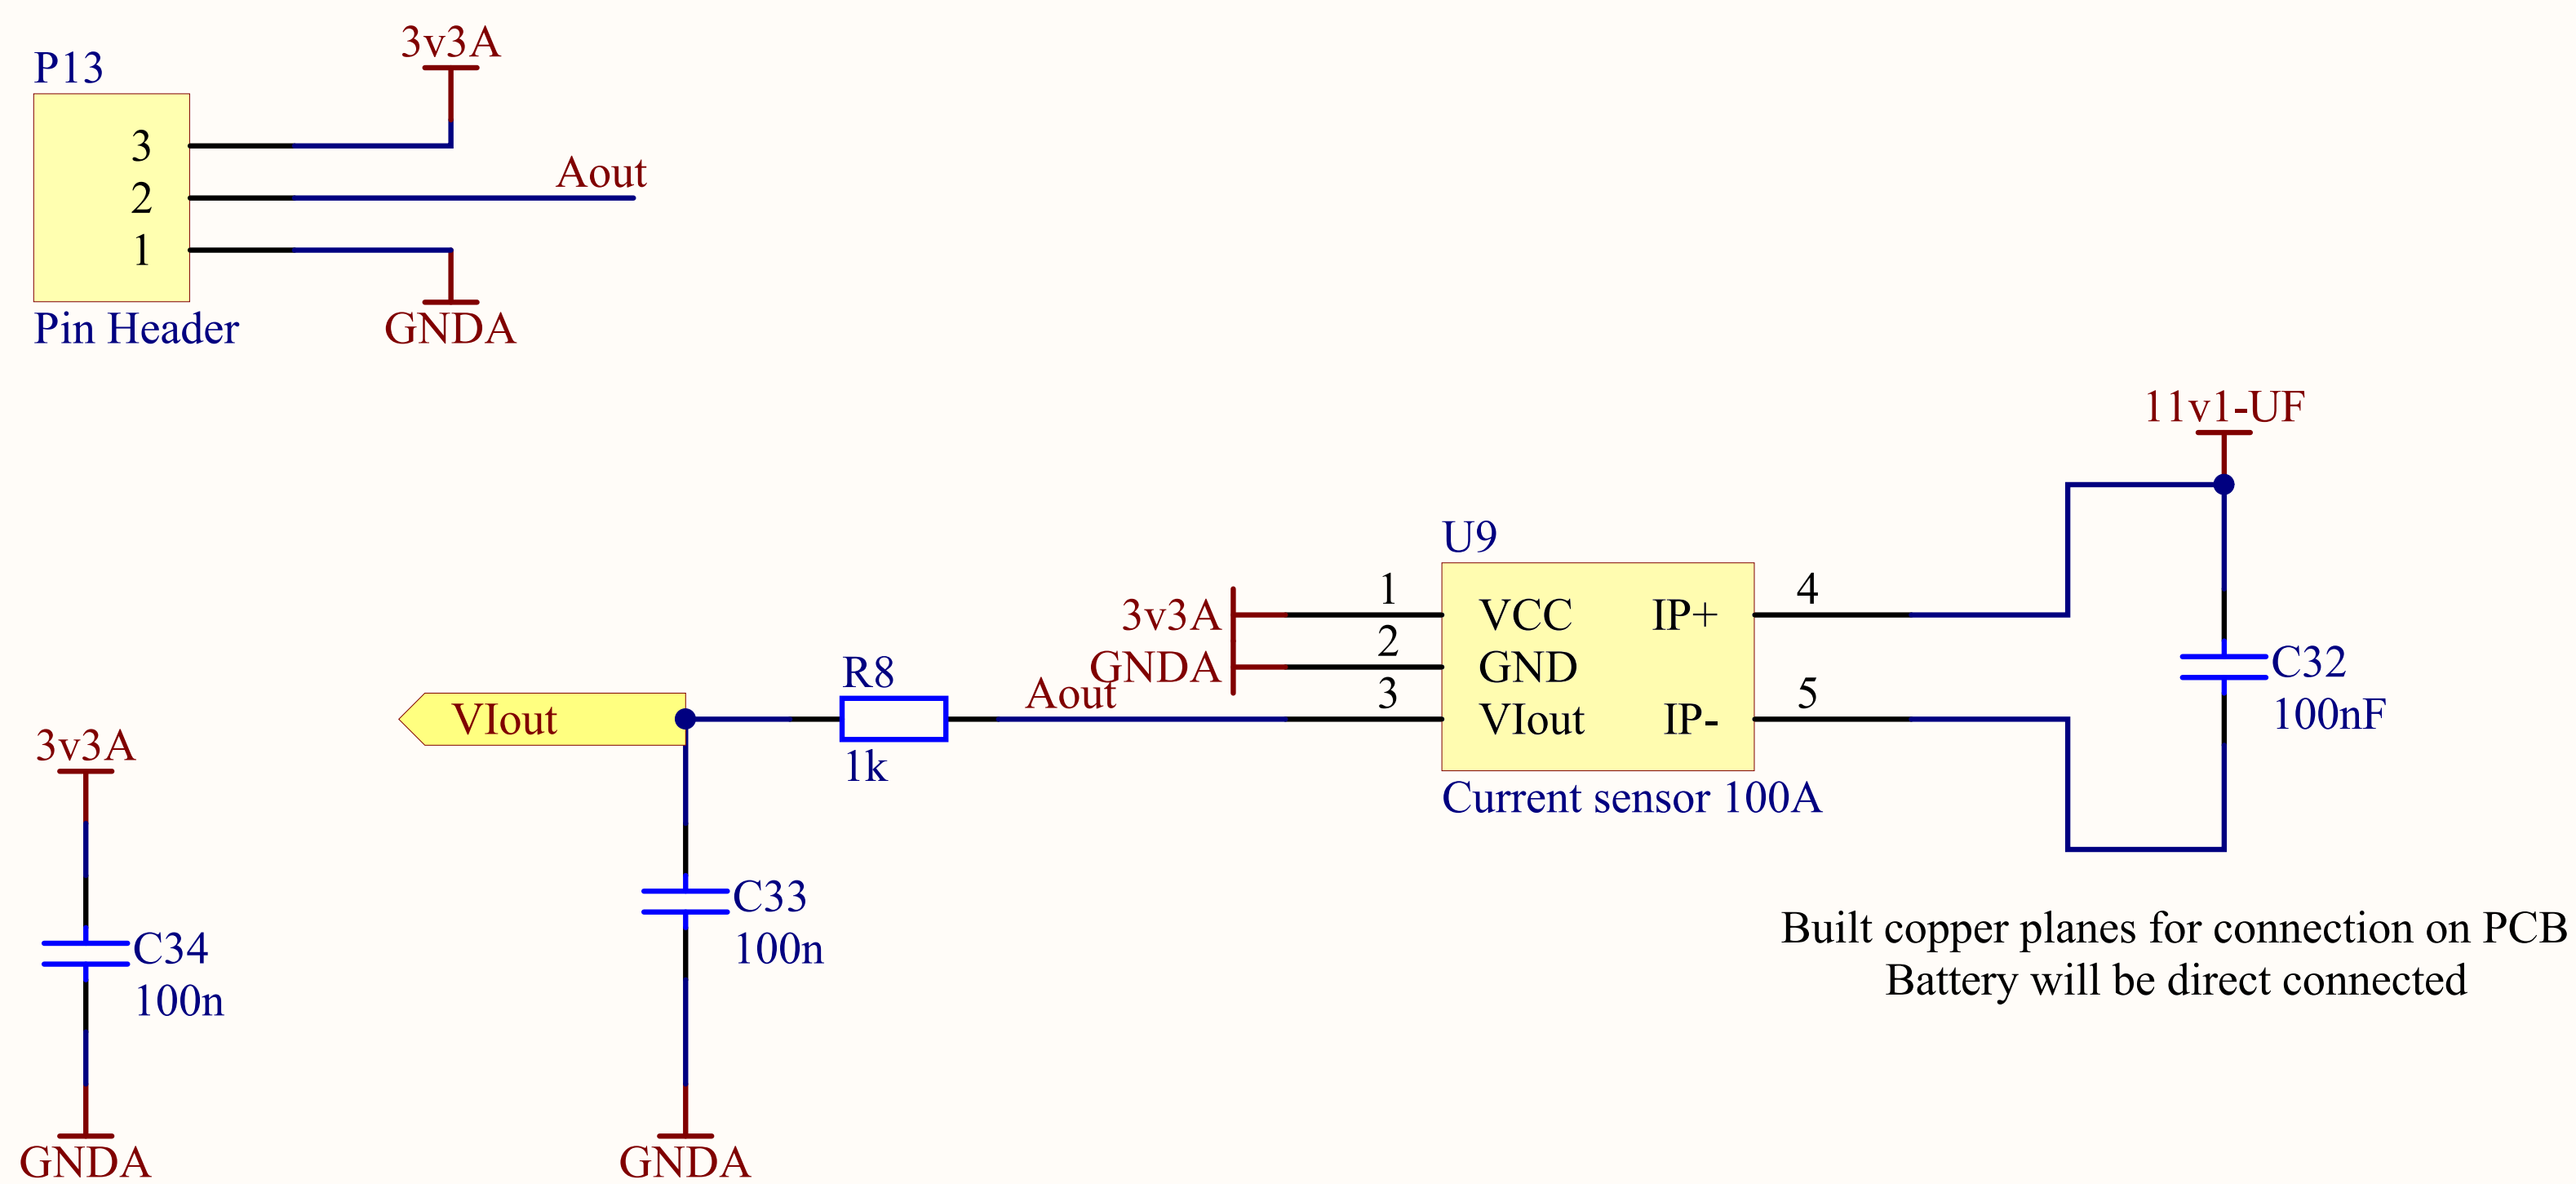 3v3A
P13
3
Aout
2
1
Pin Header
GNDA
11v1-UF
U9
1
4
3v3A
VCC
IP+
2
GNDA
GND
C32
R8
Aout
3
5
100nF
VIout
VIout
IP-
3v3A
1k
Current sensor 100A
C33
Built copper planes for connection on PCB
C34
100n
Battery will be direct connected
100n
GNDA
GNDA